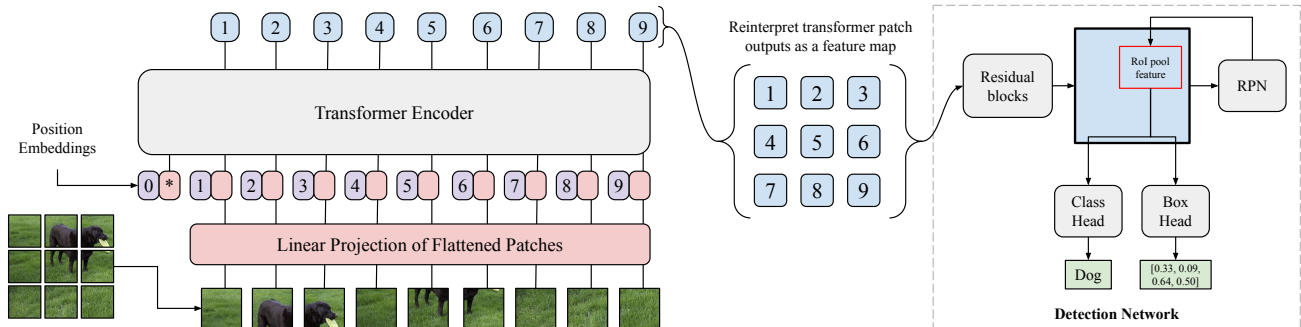 1 2 3 4 5 6 7 8 9
Transformer Encoder
Position
Embeddings
0 * 1 2 3 4 5 6 7 8 9
Linear Projection of Flattened Patches
Reinterpret transformer patch
outputs as a feature map
1 2 3
4 5 6
7 8 9
Residual
blocks
RoI pool
feature
RPN
Class
Head
Box
Head
Dog
[0.33, 0.09,
0.64, 0.50]
Detection Network